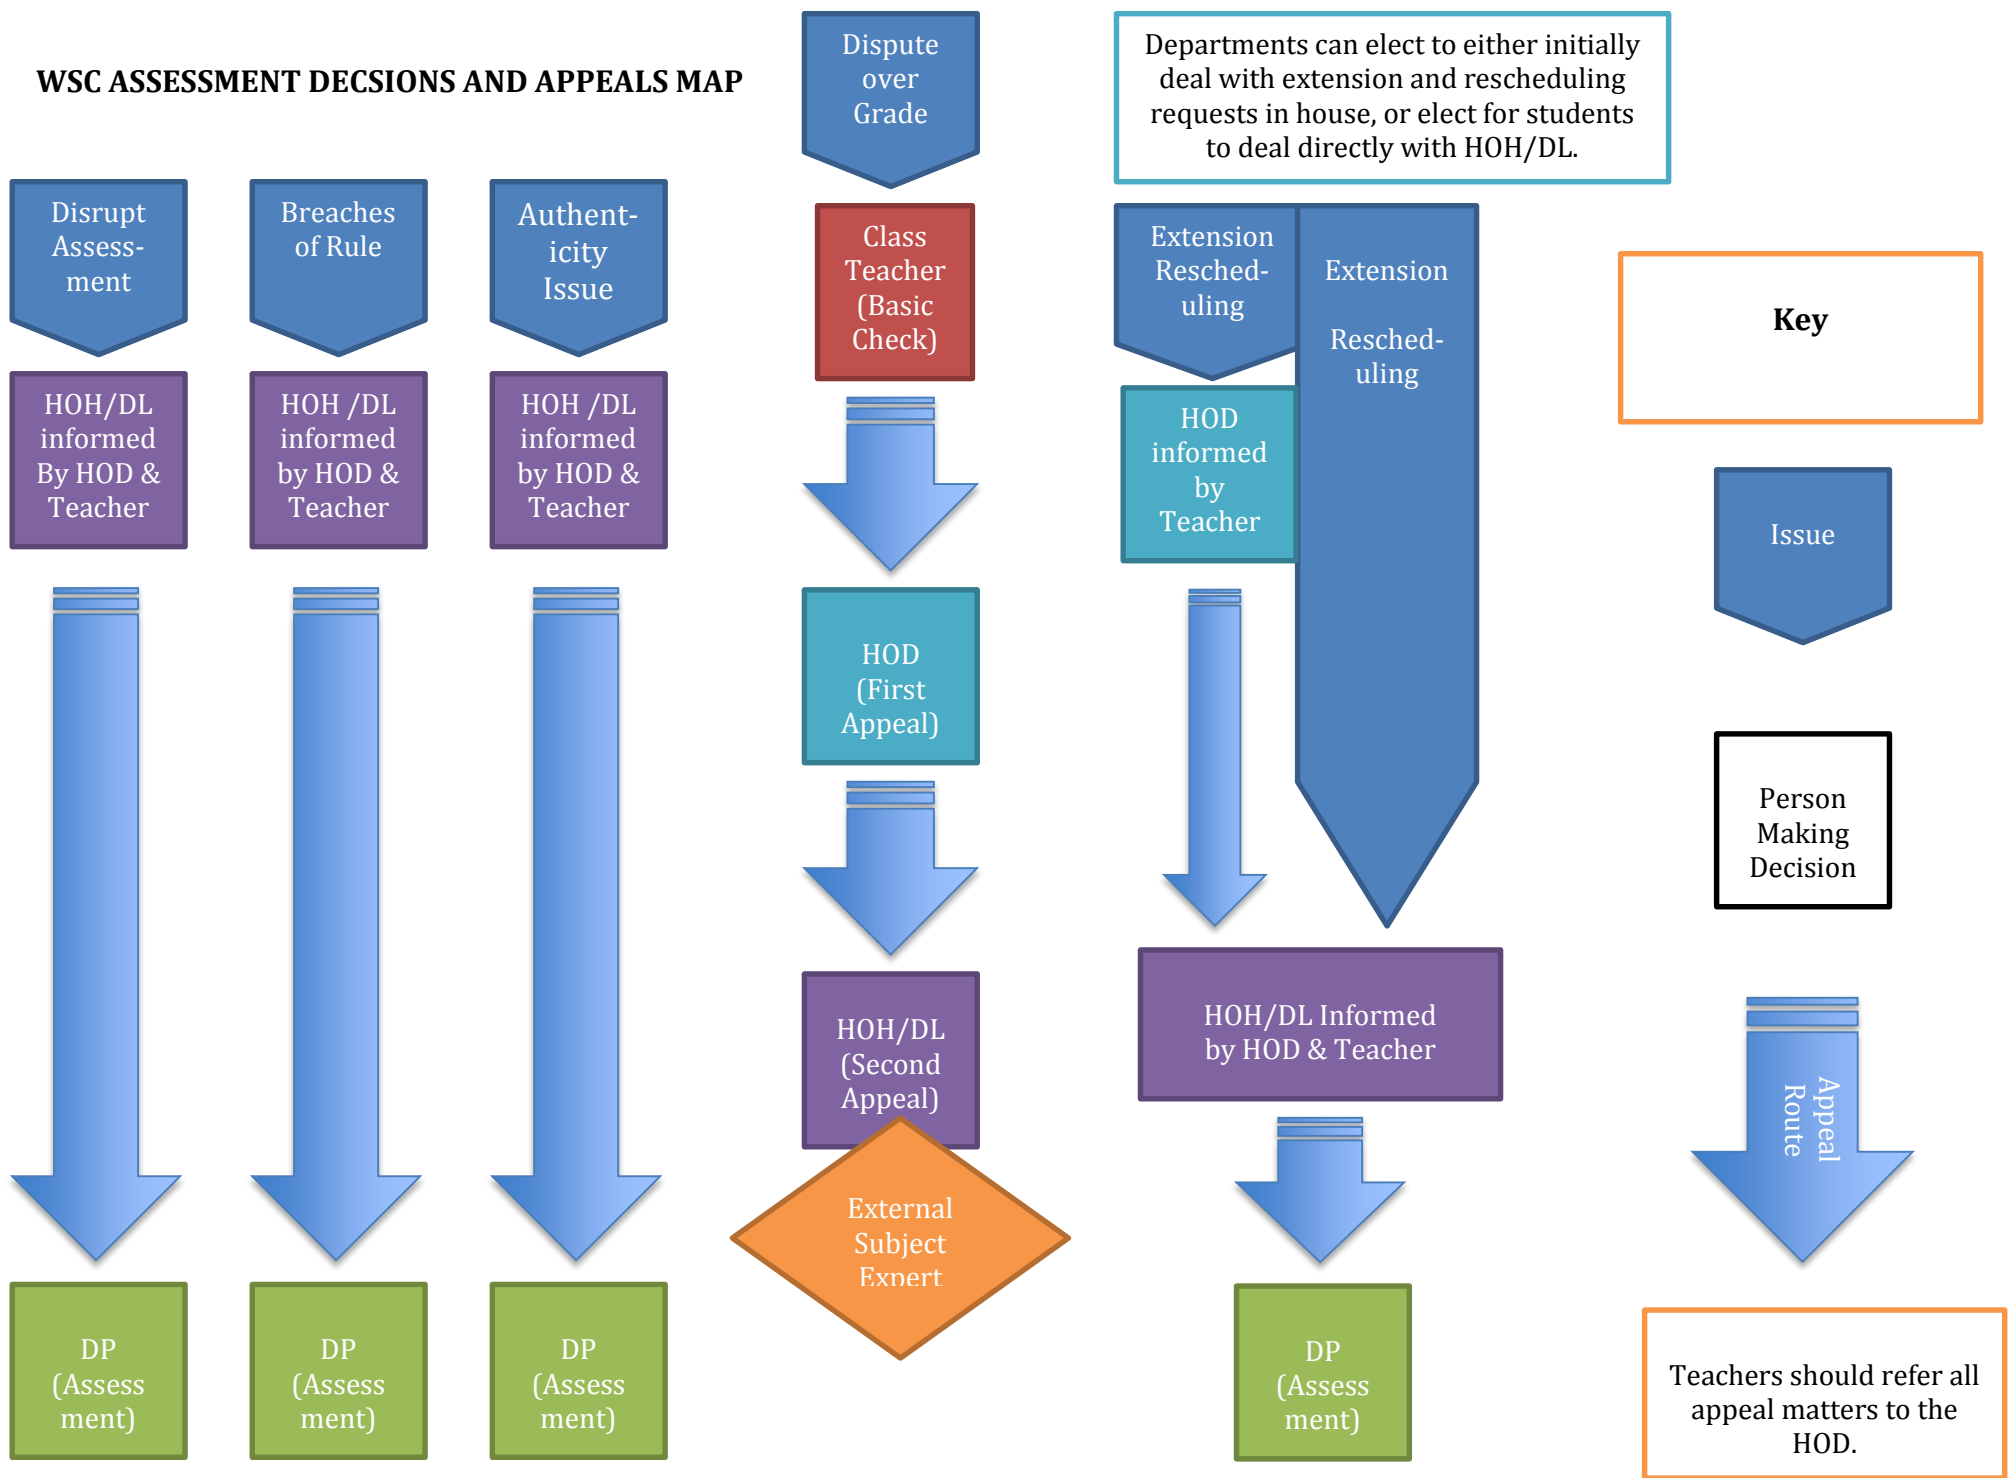 WSC ASSESSMENT DECSIONS AND APPEALS MAP
Disrupt
Assess-
ment
HOH/DL
informed
By HOD &
Teacher
DP
(Assess
ment)
Breaches
of Rule
HOH /DL
informed
by HOD &
Teacher
DP
(Assess
ment)
Authent-
icity
Issue
HOH /DL
informed
by HOD &
Teacher
DP
(Assess
ment)
Dispute
over
Grade
Class
Teacher
(Basic
Check)
HOD
(First
Appeal)
HOH/DL
(Second
Appeal)
External
Subject
Expert
Departments can elect to either initially
deal with extension and rescheduling
requests in house, or elect for students
to deal directly with HOH/DL.
Extension
Resched-
uling
HOD
informed
by
Teacher
Extension
Resched-
uling
HOH/DL Informed
by HOD & Teacher
DP
(Assess
ment)
Key
Issue
Person
Making
Decision
Appeal
Route
Teachers should refer all
appeal matters to the
HOD.